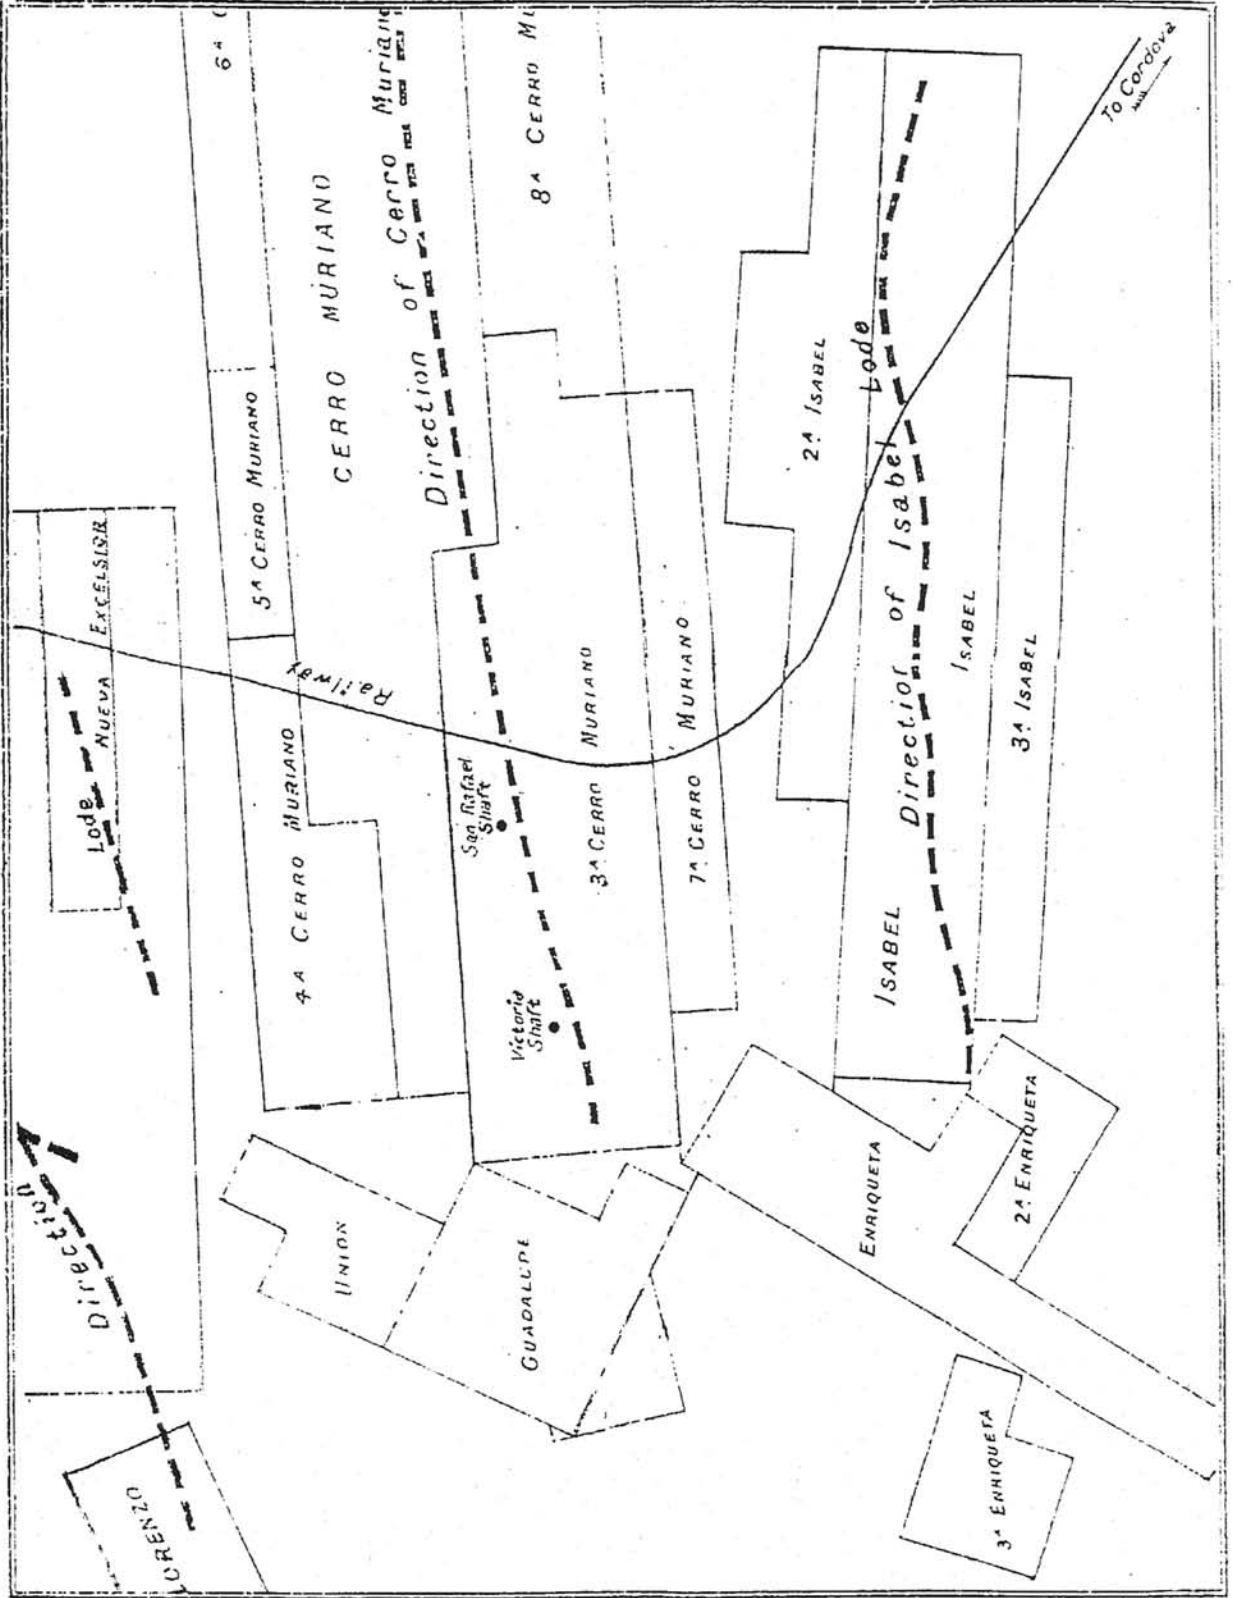 6ª C
CERRO MURIANO
Direction of Cerro Muriano
8ª CERRO MU
To Cordova
5ª CERRO MURIANO
NUEVA EXCELSIOR
Lode
Railway
4ª CERRO MURIANO
San Rafael
Shaft
3ª CERRO MURIANO
7ª CERRO MURIANO
Victoria
Shaft
2ª ISABEL
Direction of Isabel Lode
ISABEL
ISABEL
3ª ISABEL
Direction
UNION
GUADALUPE
ENRIQUETA
2ª ENRIQUETA
3ª ENRIQUETA
LORENZO